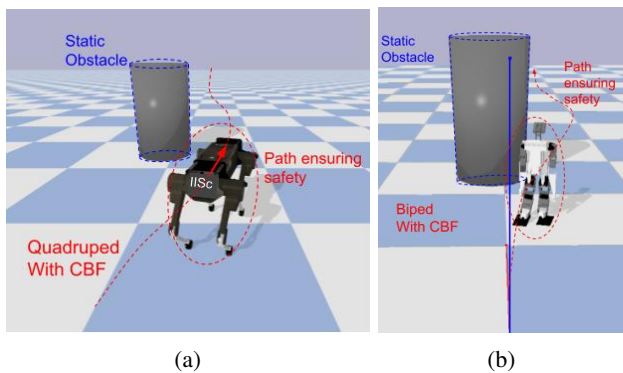 Static
Obstacle
IISc
Path ensuring
safety
Quadruped
With CBF
(a)
Static
Obstacle
Path
ensuring
safety
Biped
With CBF
(b)